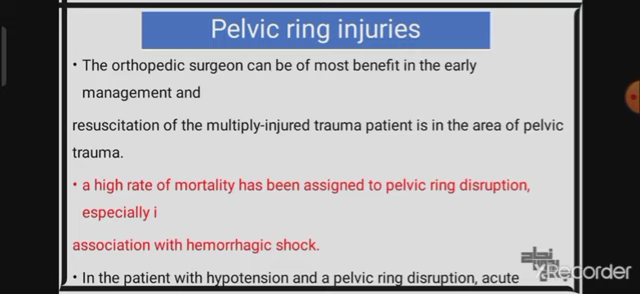 Pelvic ring injuries
• The orthopedic surgeon can be of most benefit in the early
management and
resuscitation of the multiply-injured trauma patient is in the area of pelvic
trauma.
• a high rate of mortality has been assigned to pelvic ring disruption,
especially i
association with hemorrhagic shock.
• In the patient with hypotension and a pelvic ring disruption, acute
Recorder